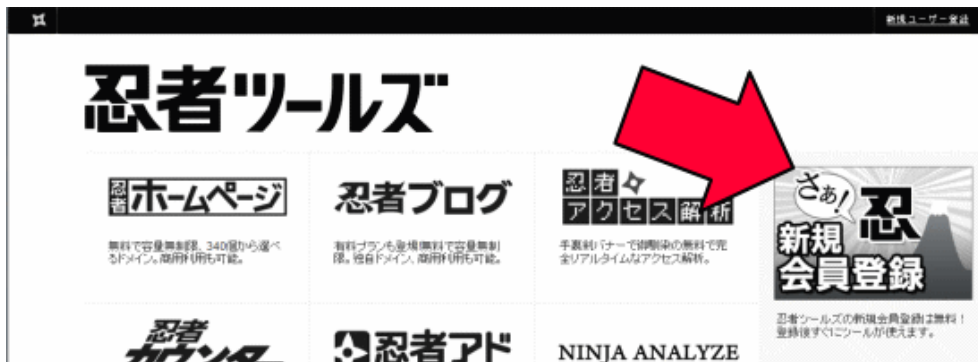 新規ユーザー登録
忍者ツールズ
忍者ホームページ
無料で容量無制限。340個から選べ
るドメイン。商用利用も可能。
忍者ブログ
有料プランも登場!無料で容量無制
限。独自ドメイン、商用利用も可能。
忍者
アクセス解析
手裏剣バナーで御馴染の無料で完
全リアルタイムなアクセス解析。
さぁ!
忍
新規
会員登録
忍者ツールズの新規会員登録は無料!
登録後すぐにツールが使えます。
忍者
カウンター
忍者アド
NINJA ANALYZE